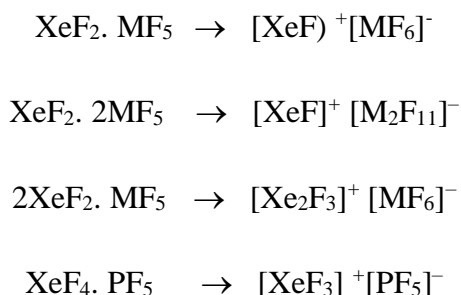 XeF₂. MF₅ → [XeF) ⁺[MF₆]⁻
XeF₂. 2MF₅ → [XeF]⁺ [M₂F₁₁]⁻
2XeF₂. MF₅ → [Xe₂F₃]⁺ [MF₆]⁻
XeF₄. PF₅ → [XeF₃] ⁺[PF₅]⁻